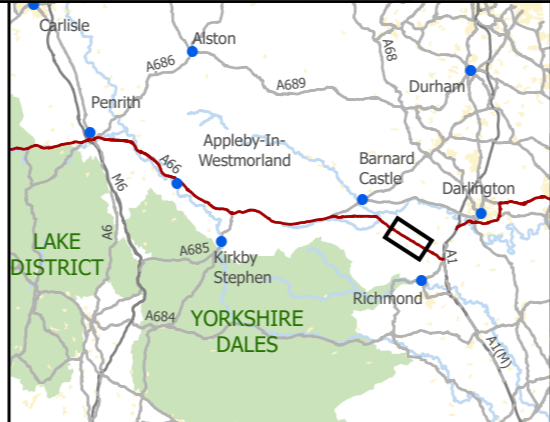 Carlisle
Alston
A68
A686
A689
Durham
Penrith
Appleby-In-
Westmorland
Barnard
Castle
A66
M6
Darlington
LAKE
DISTRICT
A6
A685
Kirkby
Stephen
A1
Richmond
A684
YORKSHIRE
DALES
A1(M)